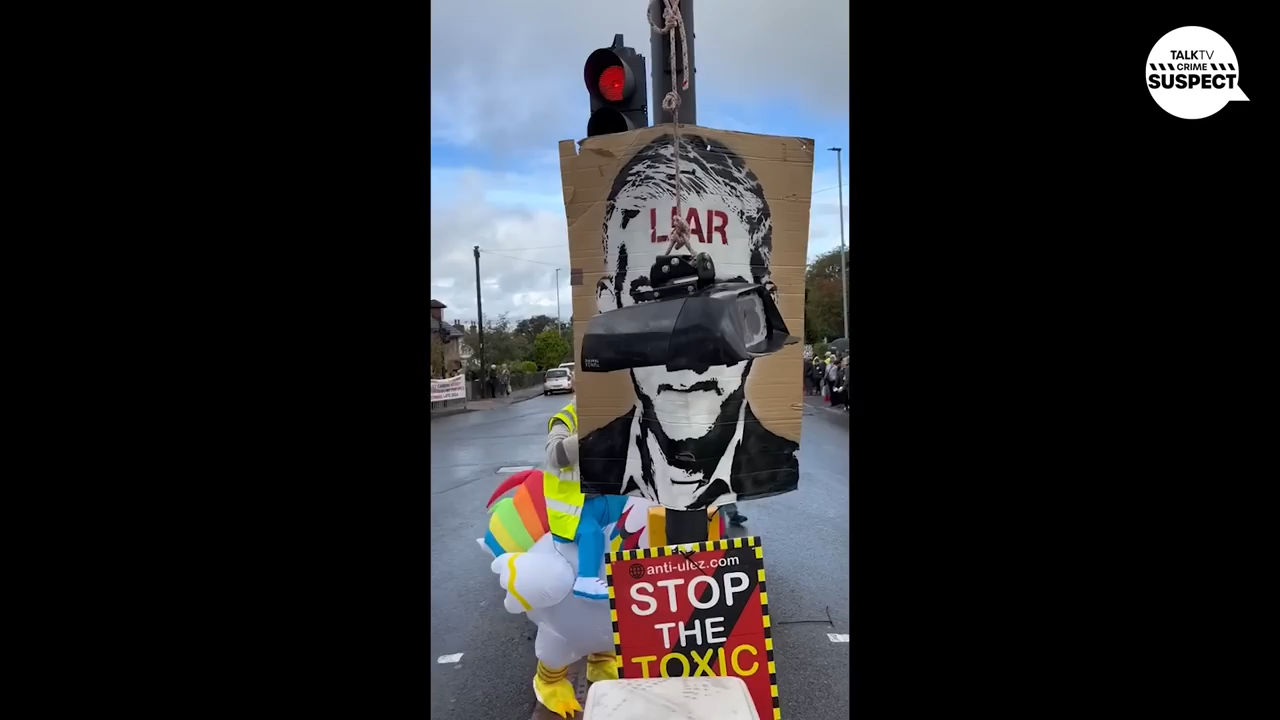 TALKTV
CRIME
SUSPECT
LIAR
anti-ulez.com
STOP
THE
TOXIC